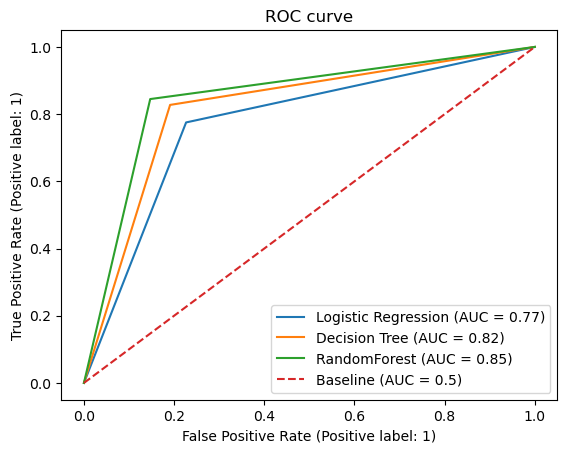 ROC curve
True Positive Rate (Positive label: 1)
1.0
0.8
0.6
0.4
0.2
0.0
Logistic Regression (AUC = 0.77)
Decision Tree (AUC = 0.82)
RandomForest (AUC = 0.85)
Baseline (AUC = 0.5)
0.0 0.2 0.4 0.6 0.8 1.0
False Positive Rate (Positive label: 1)